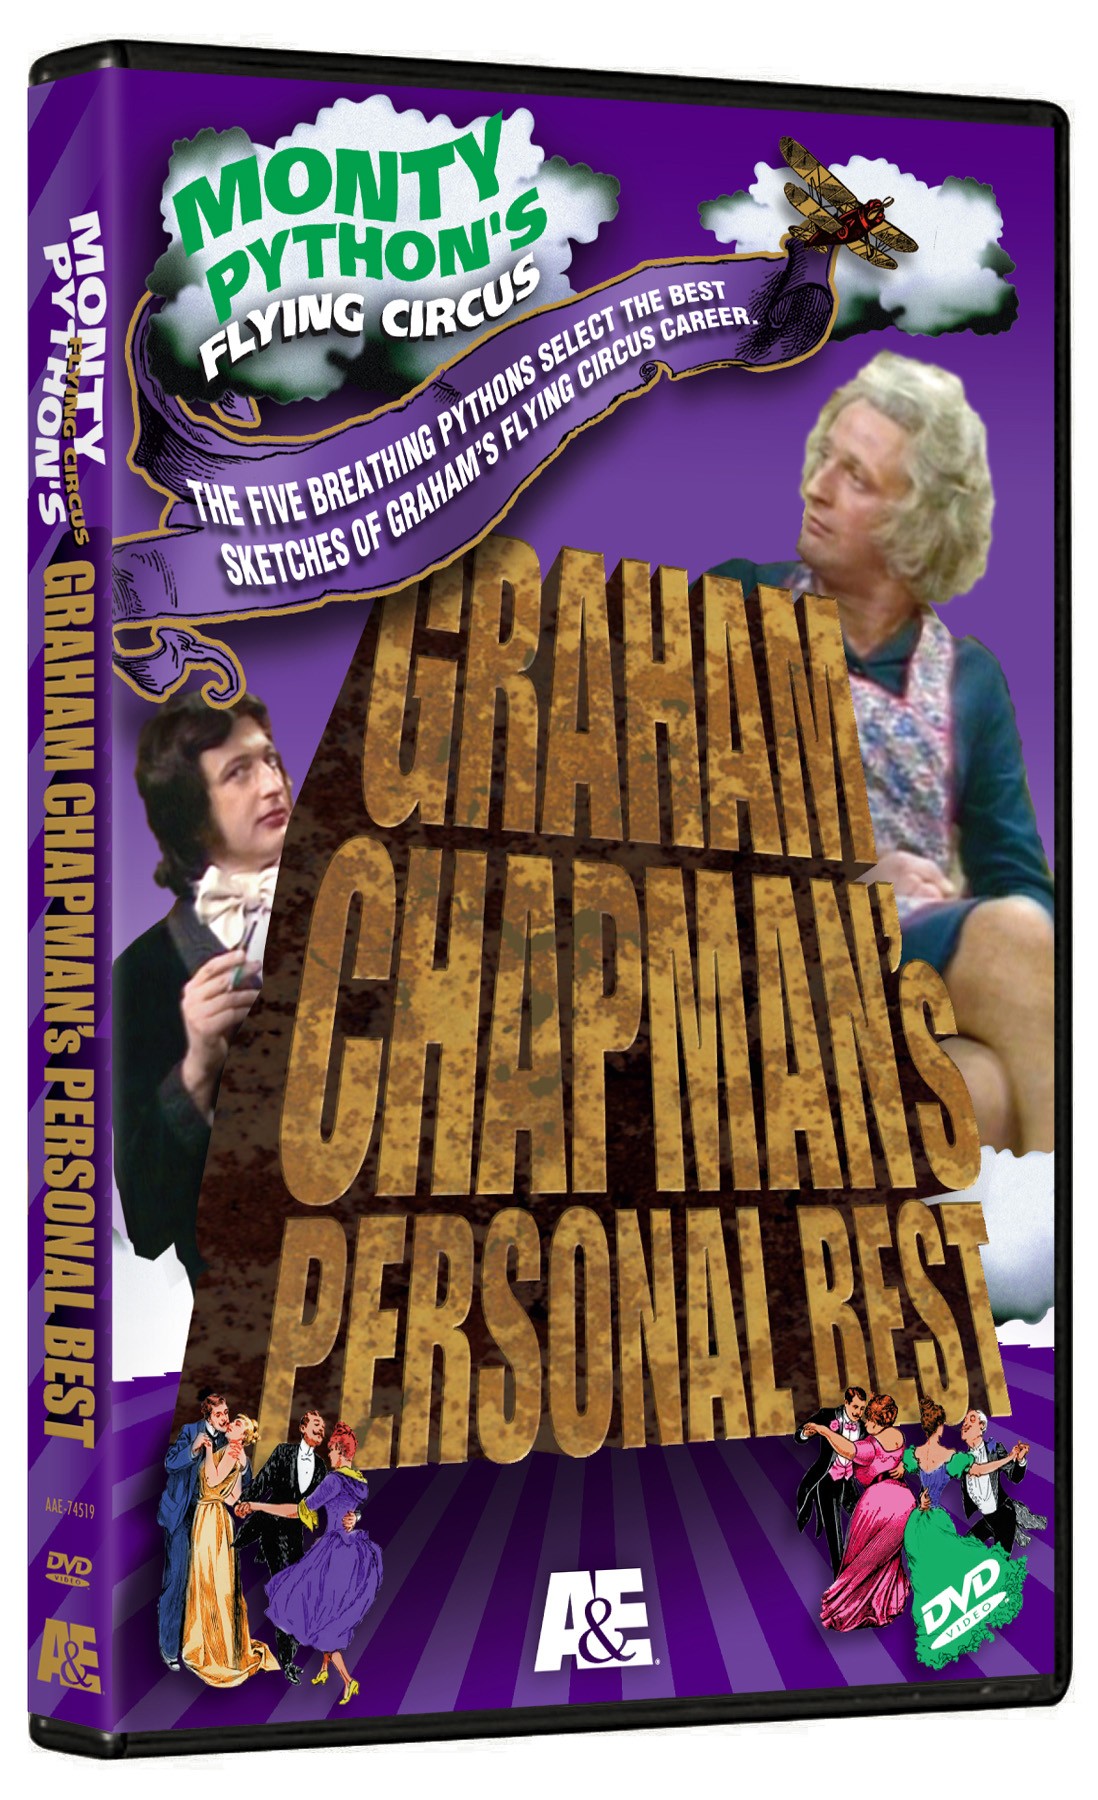 MONTY
PYTHON'S
FLYING CIRCUS
THE FIVE BREATHING PYTHONS SELECT THE BEST
SKETCHES OF GRAHAM'S FLYING CIRCUS CAREER.
GRAHAM
CHAPMAN's
PERSONAL BEST
A&E
DVD
VIDEO
MONTY
PYTHON'S
FLYING CIRCUS
GRAHAM CHAPMAN's PERSONAL BEST
AAE-74519
DVD
VIDEO
A&E